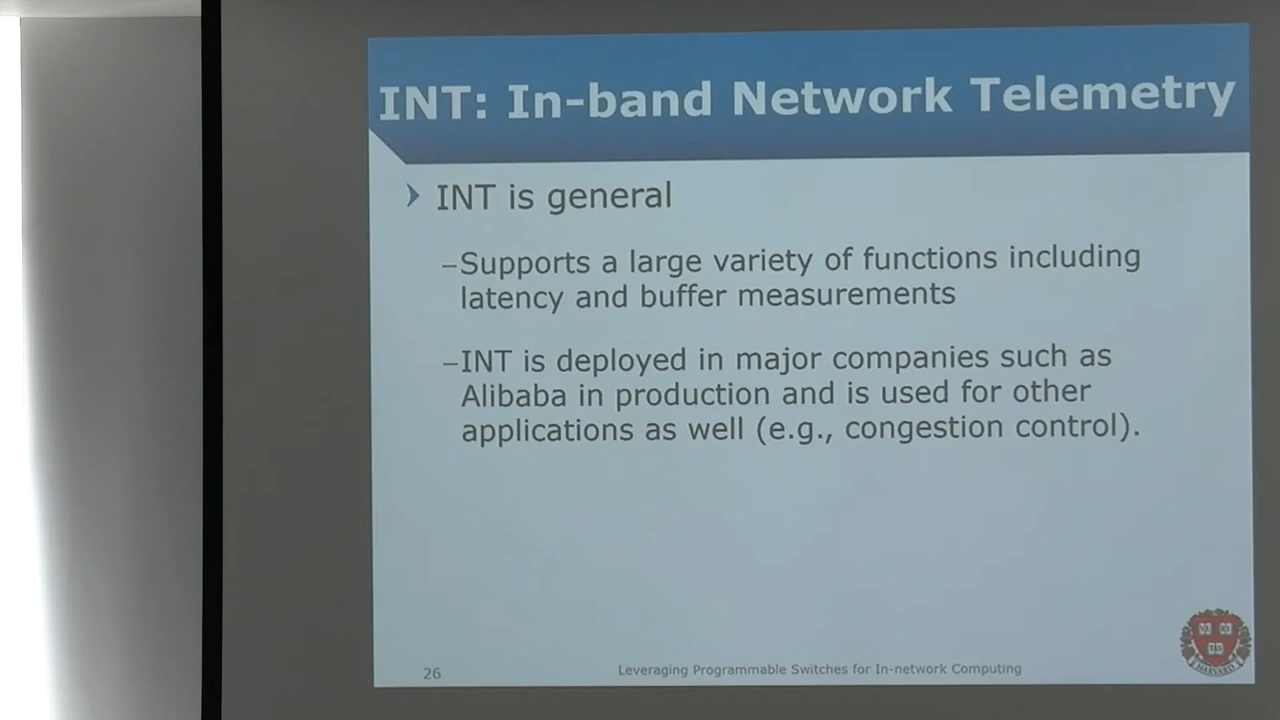 INT: In-band Network Telemetry
INT is general
–Supports a large variety of functions including
latency and buffer measurements
–INT is deployed in major companies such as
Alibaba in production and is used for other
applications as well (e.g., congestion control).
26
Leveraging Programmable Switches for In-network Computing
HARVARD